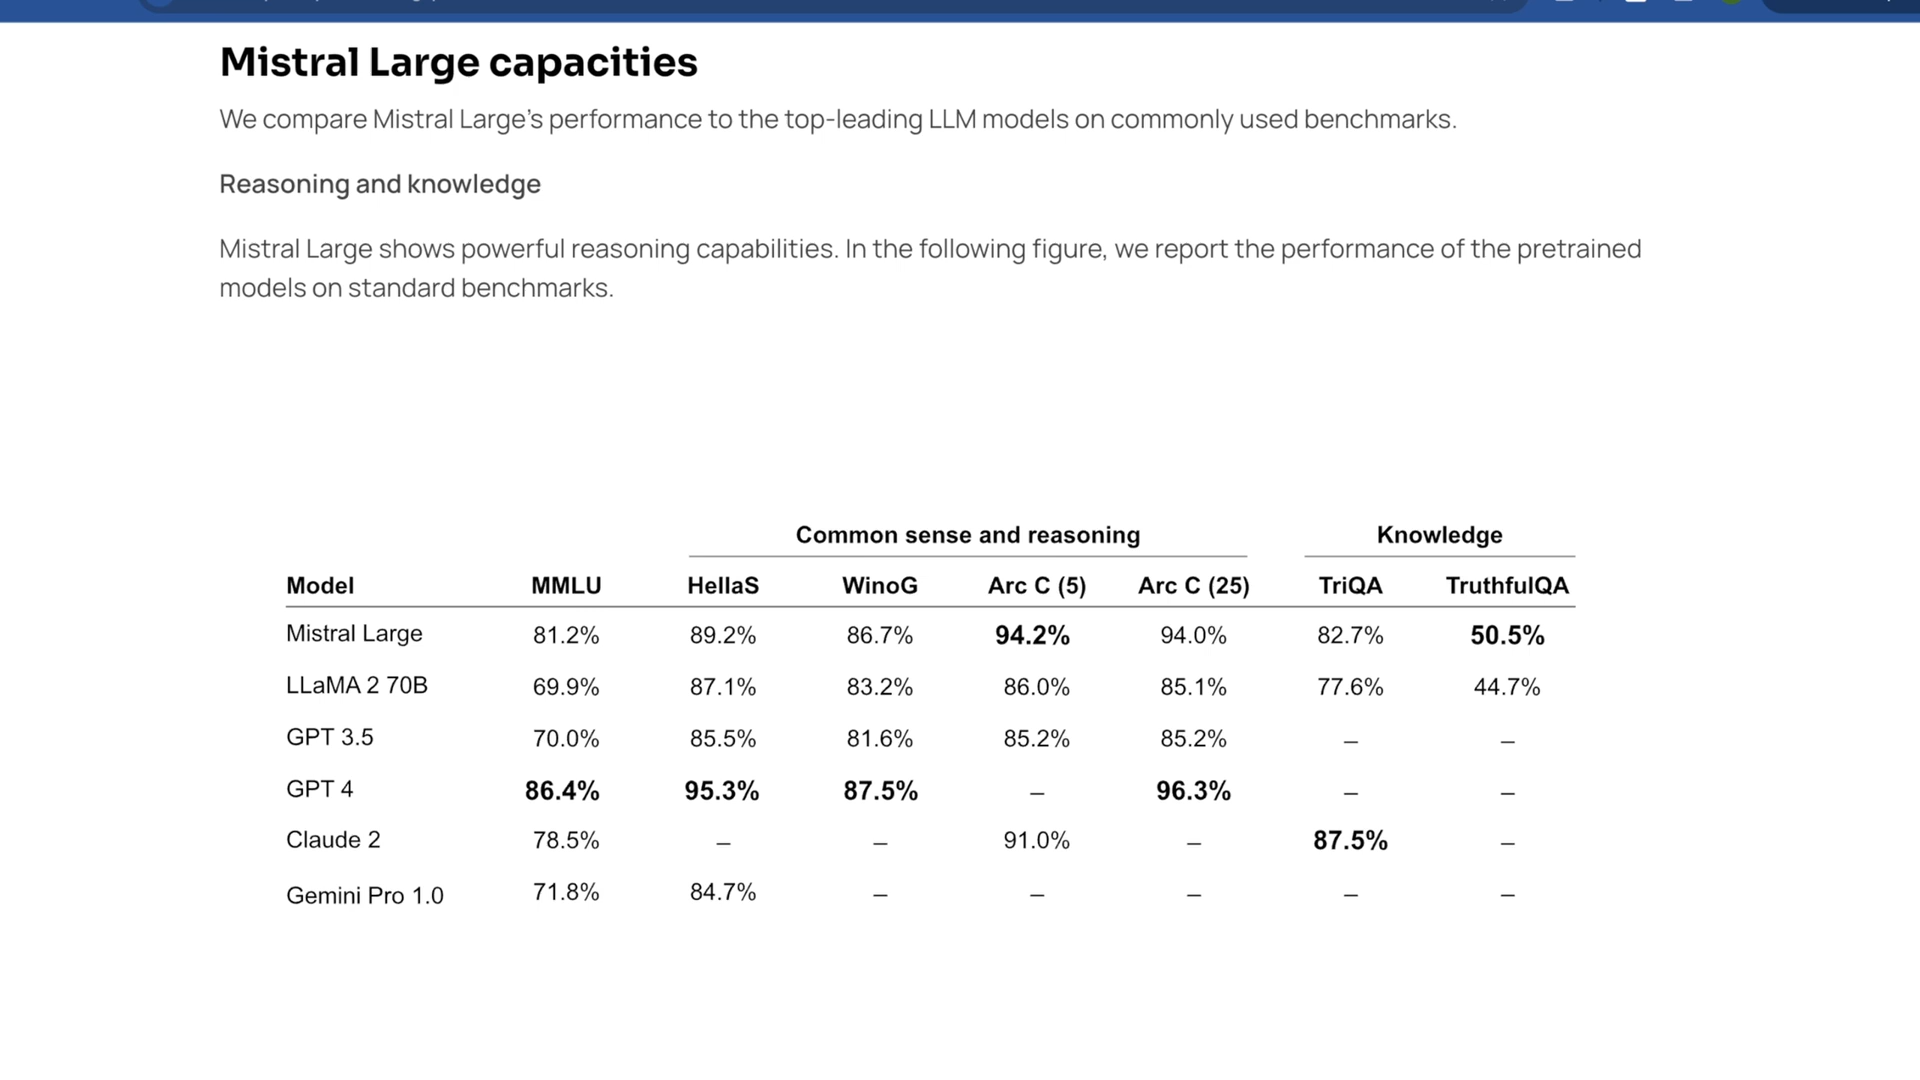 Mistral Large capacities
We compare Mistral Large's performance to the top-leading LLM models on commonly used benchmarks.
Reasoning and knowledge
Mistral Large shows powerful reasoning capabilities. In the following figure, we report the performance of the pretrained
models on standard benchmarks.
Common sense and reasoning Knowledge
Model MMLU HellaS WinoG Arc C (5) Arc C (25) TriQA TruthfulQA
Mistral Large 81.2% 89.2% 86.7% 94.2% 94.0% 82.7% 50.5%
LLaMA 2 70B 69.9% 87.1% 83.2% 86.0% 85.1% 77.6% 44.7%
GPT 3.5 70.0% 85.5% 81.6% 85.2% 85.2% – –
GPT 4 86.4% 95.3% 87.5% – 96.3% – –
Claude 2 78.5% – – 91.0% – 87.5% –
Gemini Pro 1.0 71.8% 84.7% – – – – –